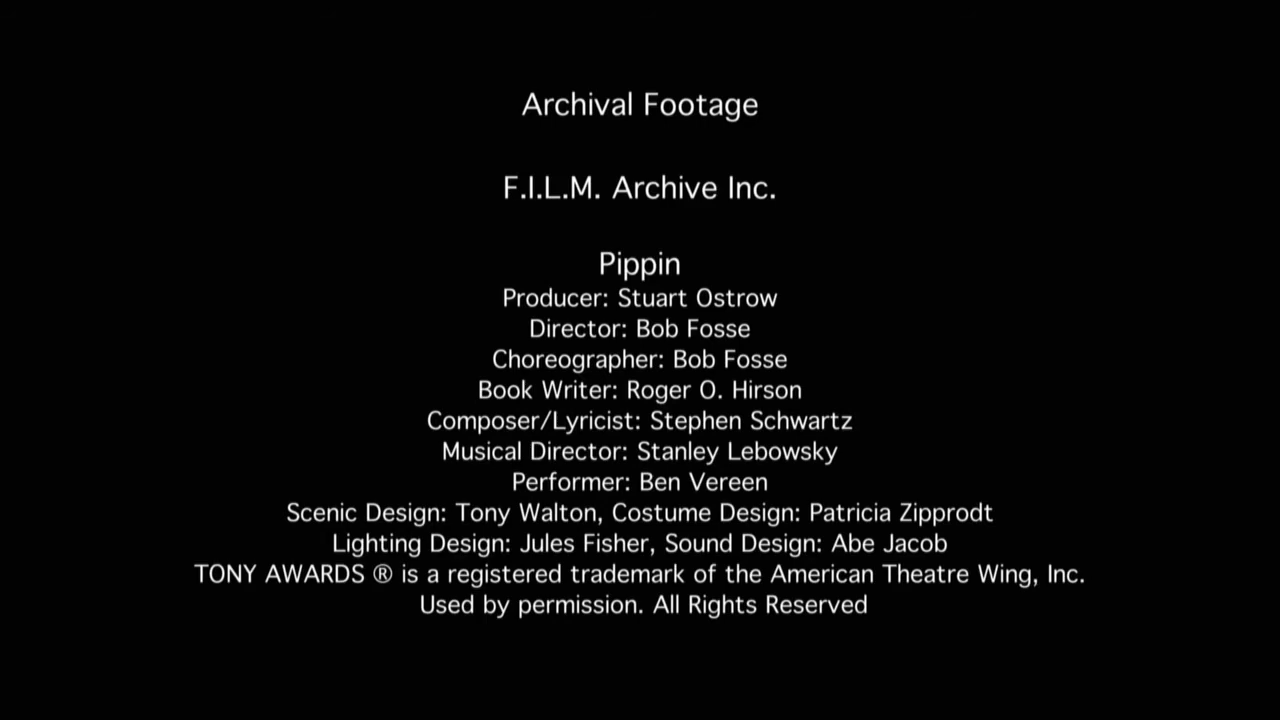 Archival Footage
F.I.L.M. Archive Inc.
Pippin
Producer: Stuart Ostrow
Director: Bob Fosse
Choreographer: Bob Fosse
Book Writer: Roger O. Hirson
Composer/Lyricist: Stephen Schwartz
Musical Director: Stanley Lebowsky
Performer: Ben Vereen
Scenic Design: Tony Walton, Costume Design: Patricia Zipprodt
Lighting Design: Jules Fisher, Sound Design: Abe Jacob
TONY AWARDS ® is a registered trademark of the American Theatre Wing, Inc.
Used by permission. All Rights Reserved